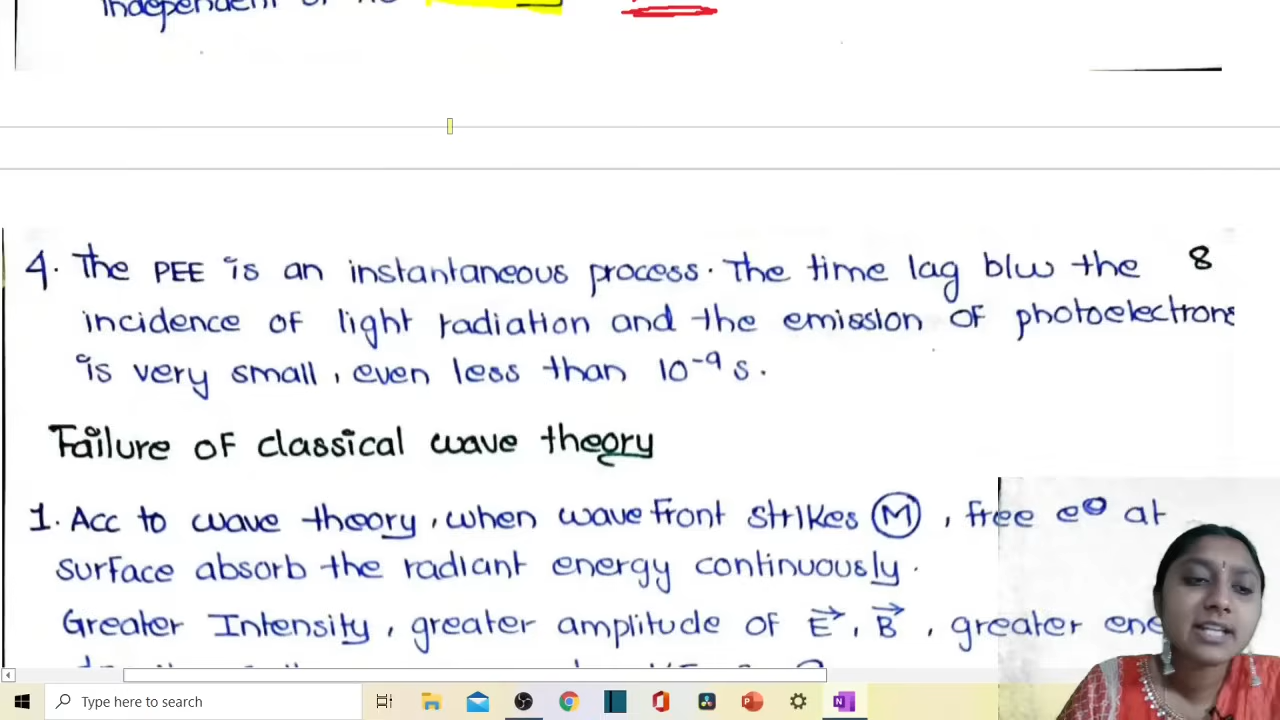 independent of
4. The PEE is an instantaneous process. The time lag b/w the 8
incidence of light radiation and the emission of photoelectrons
is very small, even less than 10⁻⁹ s.
Failure of classical wave theory
1. Acc to wave theory, when wavefront strikes M, free e⊖ at
surface absorb the radiant energy continuously.
Greater Intensity, greater amplitude of E→, B→, greater ene
Type here to search